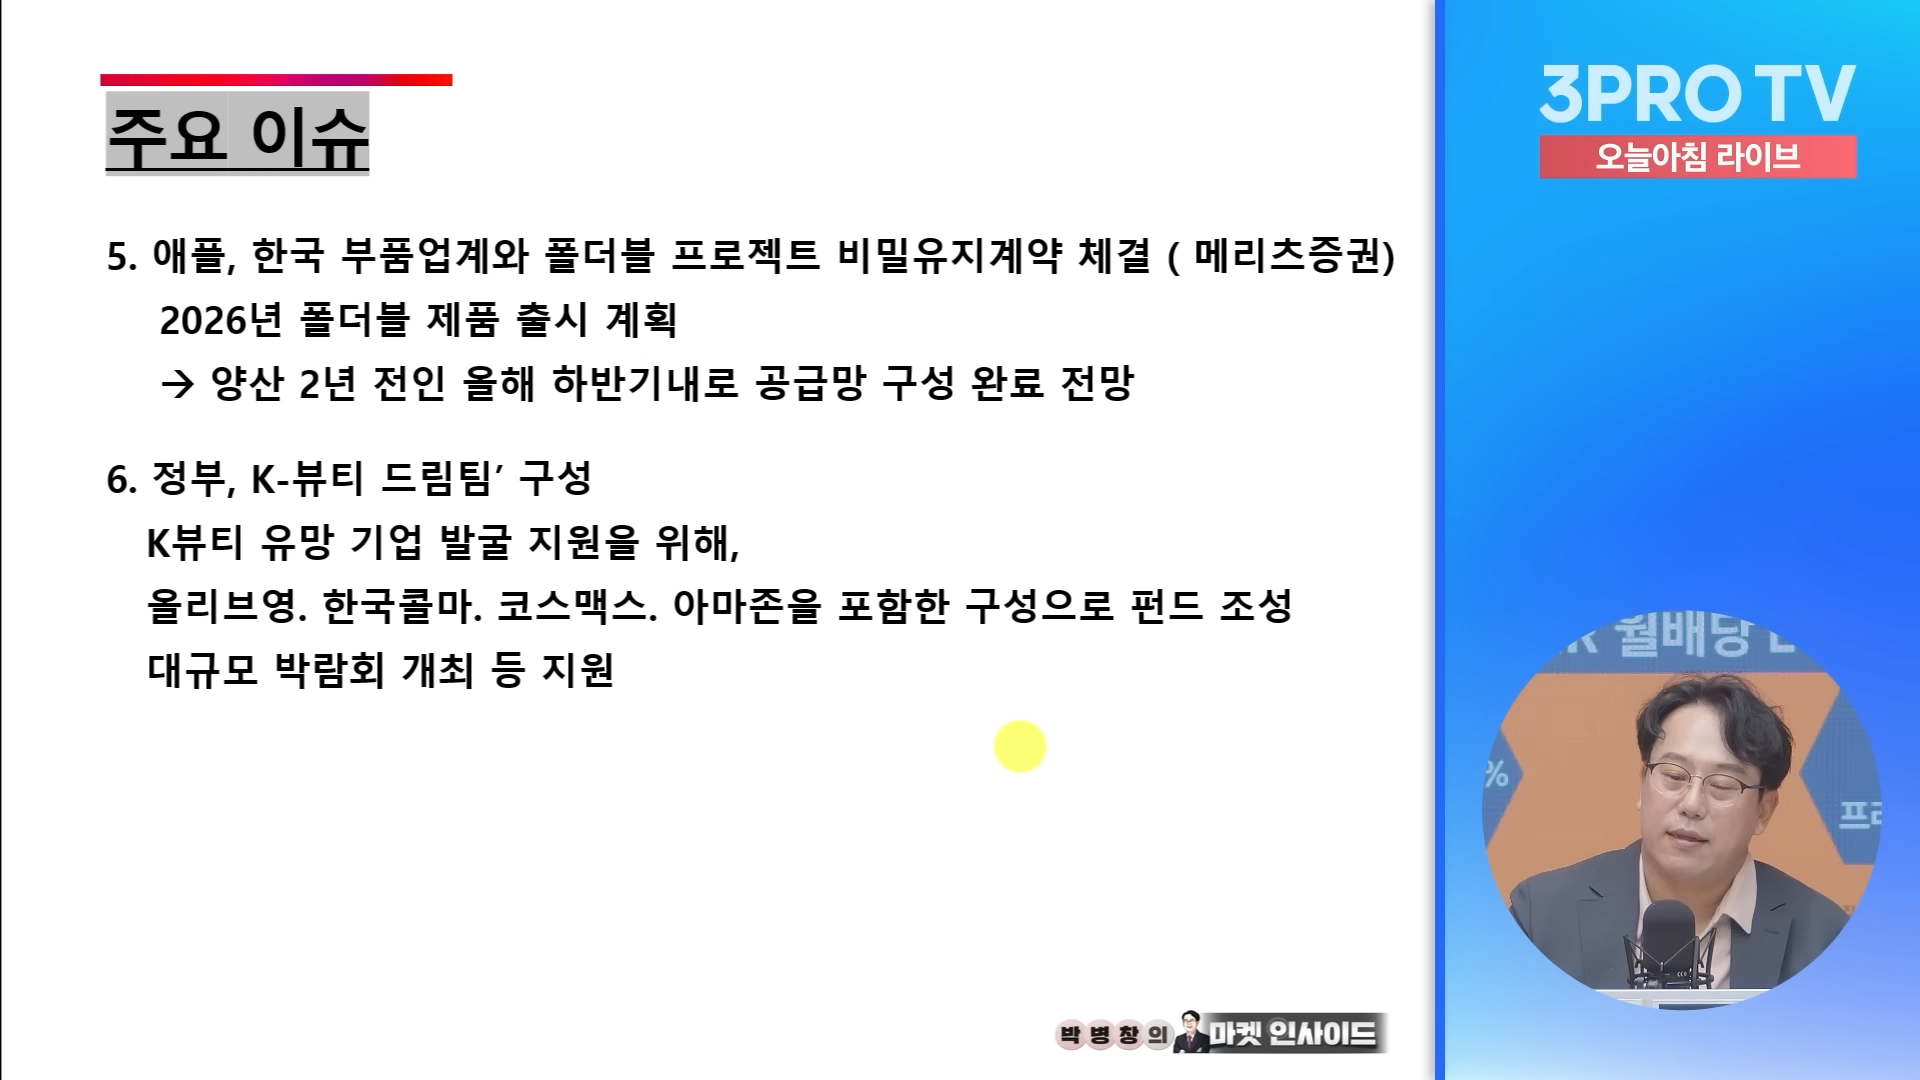 주요 이슈
5. 애플, 한국 부품업계와 폴더블 프로젝트 비밀유지계약 체결 ( 메리츠증권)
2026년 폴더블 제품 출시 계획
→ 양산 2년 전인 올해 하반기내로 공급망 구성 완료 전망
6. 정부, K-뷰티 드림팀’ 구성
K뷰티 유망 기업 발굴 지원을 위해,
올리브영. 한국콜마. 코스맥스. 아마존을 포함한 구성으로 펀드 조성
대규모 박람회 개최 등 지원
박병창의 마켓 인사이드
3PRO TV
오늘아침 라이브
월배당
%